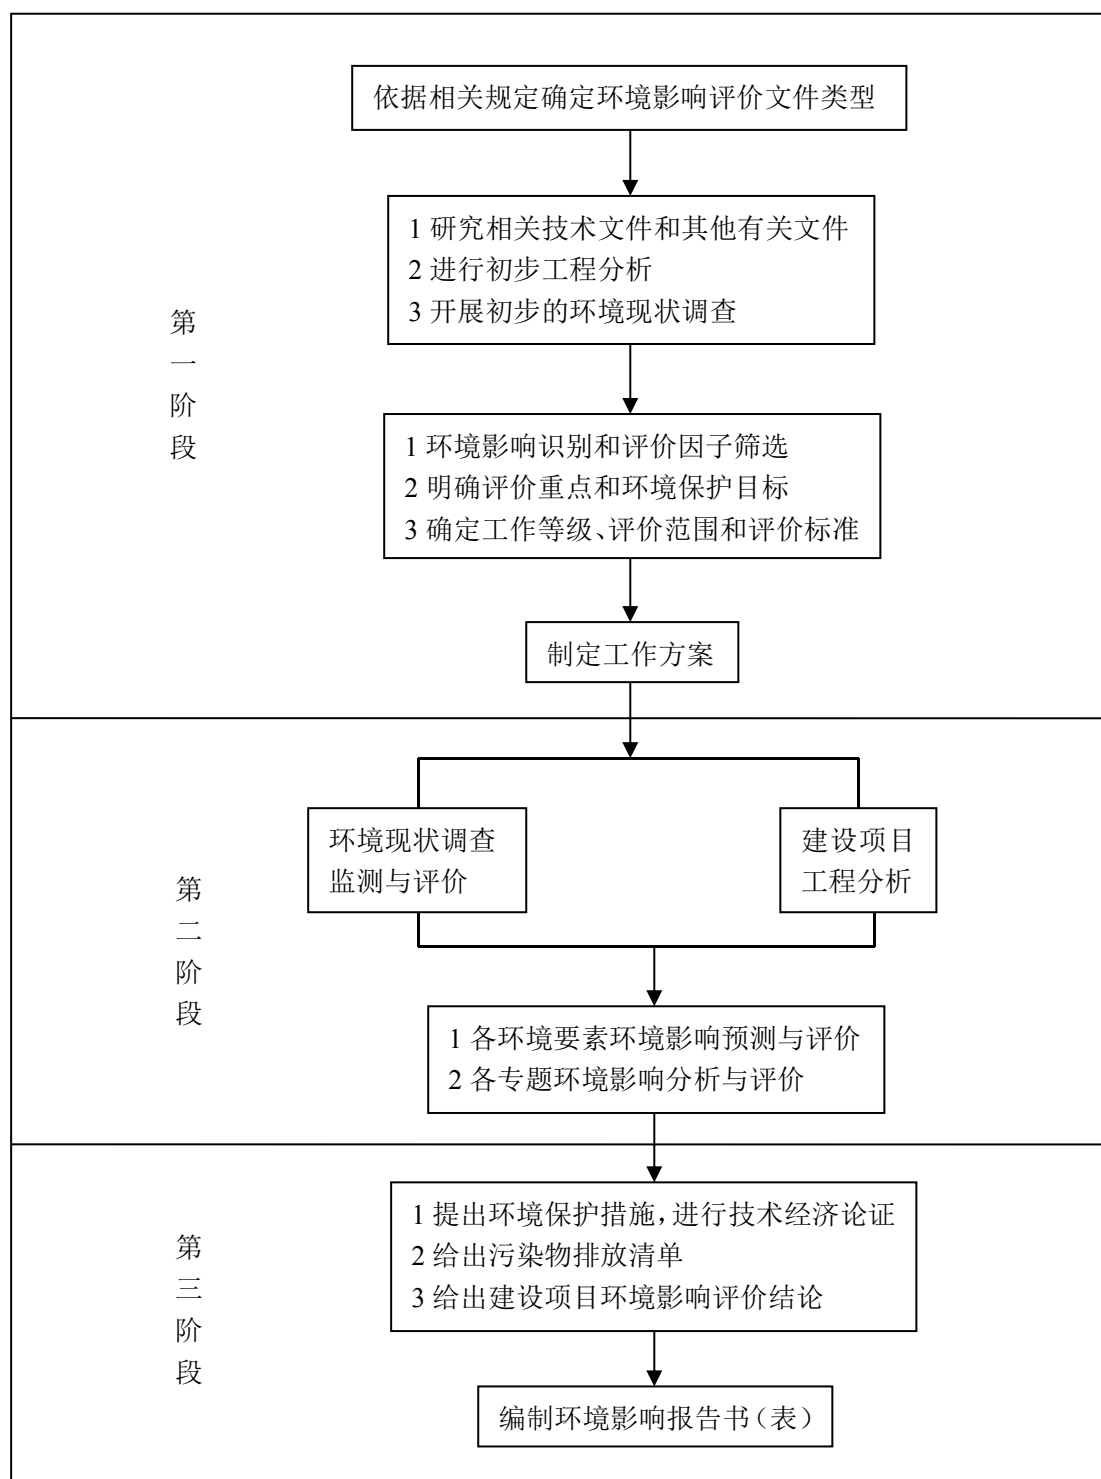 依据相关规定确定环境影响评价文件类型
1 研究相关技术文件和其他有关文件
2 进行初步工程分析
3 开展初步的环境现状调查
第
一
阶
段
1 环境影响识别和评价因子筛选
2 明确评价重点和环境保护目标
3 确定工作等级、评价范围和评价标准
制定工作方案
环境现状调查
监测与评价
建设项目
工程分析
第
二
阶
段
1 各环境要素环境影响预测与评价
2 各专题环境影响分析与评价
1 提出环境保护措施,进行技术经济论证
2 给出污染物排放清单
3 给出建设项目环境影响评价结论
第
三
阶
段
编制环境影响报告书(表)